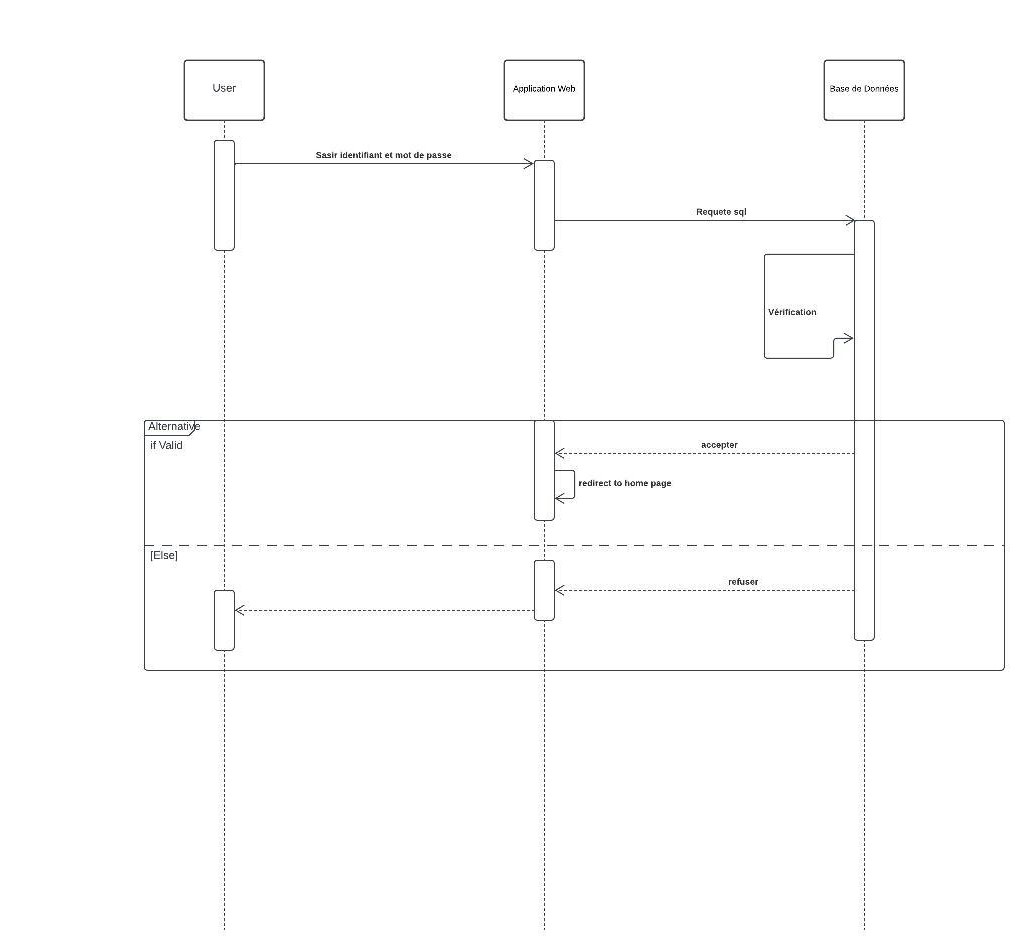 User
Application Web
Base de Données
Sasir identifiant et mot de passe
Requete sql
Vérification
Alternative
if Valid
accepter
redirect to home page
[Else]
refuser